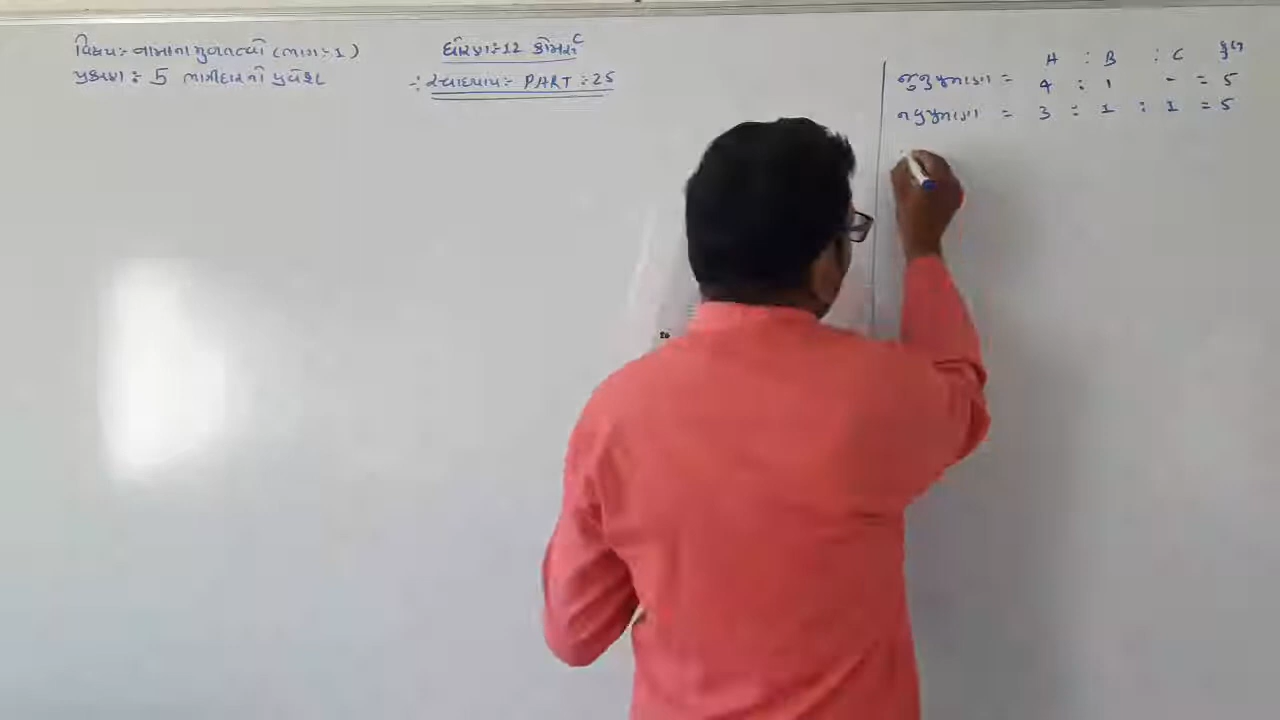 વિષય :- નામાના મૂળતત્વો (ભાગ :- 1)
પ્રકરણ :- 5 ભાગીદારનો પ્રવેશ
ધોરણ :- 12 કોમર્સ C
:- સ્વાધ્યાય :- PART :- 25
A : B : C કુલ
જૂનુ પ્રમાણ = 4 : 1 - = 5
નવુ પ્રમાણ = 3 : 1 : 1 = 5